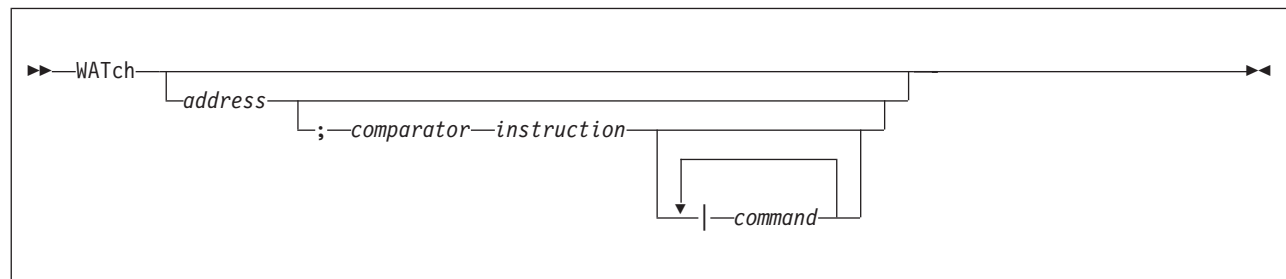 WATch
address
; comparator instruction
| command